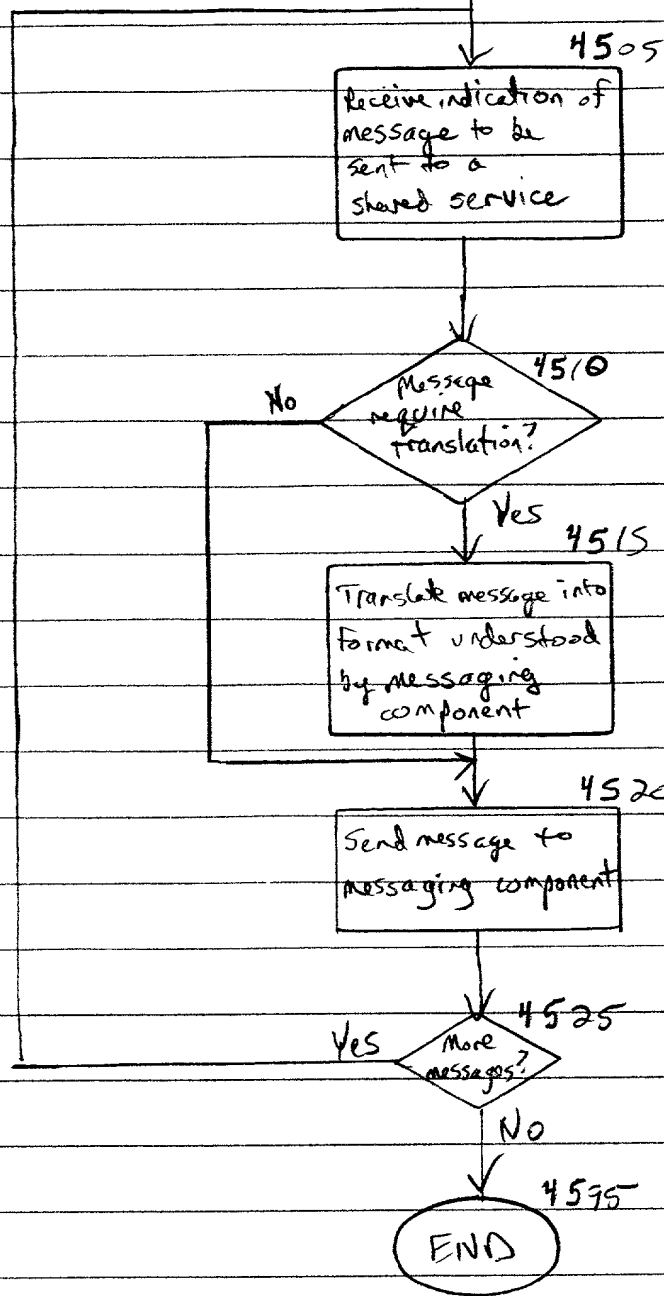 4505
Receive indication of
message to be
sent to a
shared service
4510
Message
require
translation?
No
Yes
4515
Translate message into
format understood
by messaging
component
4520
Send message to
messaging component
4525
More
messages?
Yes
No
4595
END